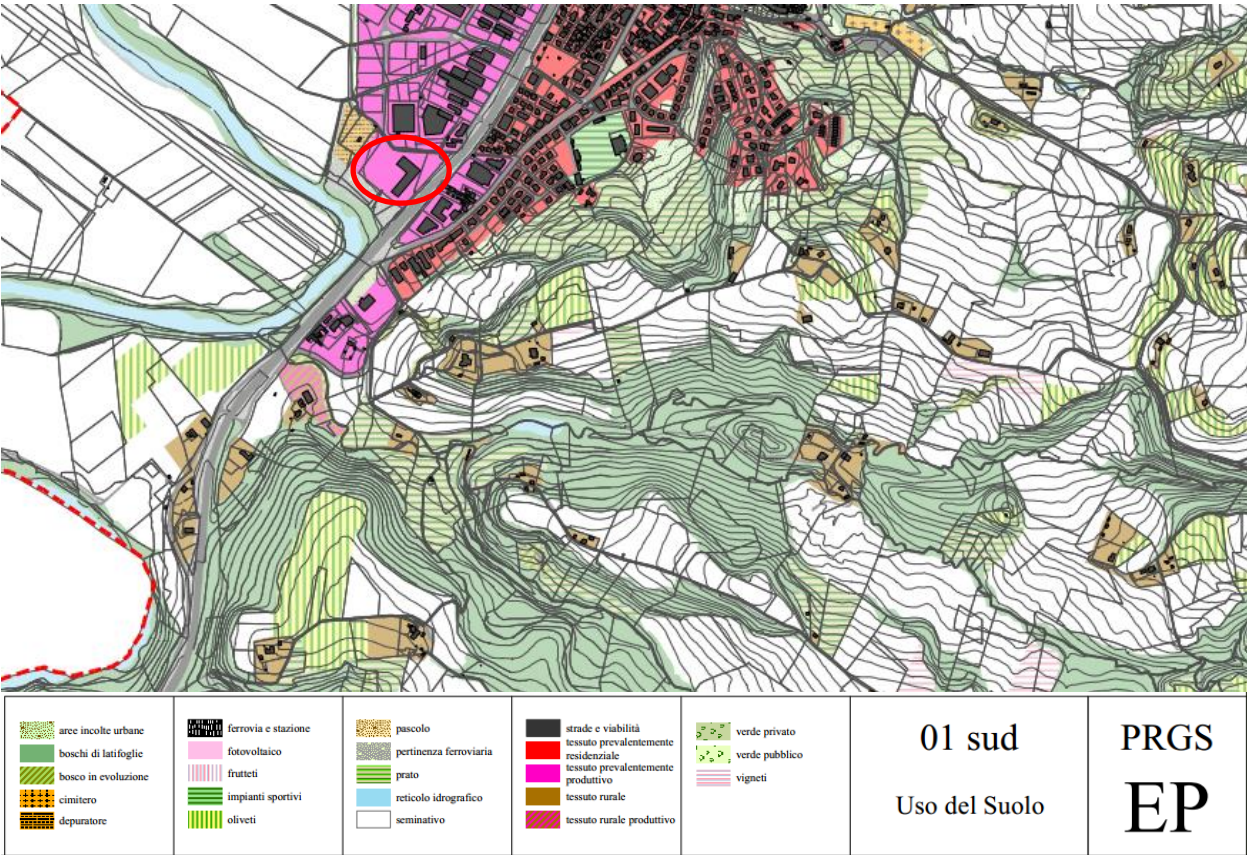 aree incolte urbane
boschi di latifoglie
bosco in evoluzione
cimitero
depuratore
ferrovia e stazione
fotovoltaico
frutteti
impianti sportivi
oliveti
pascolo
pertinenza ferroviaria
prato
reticolo idrografico
seminativo
strade e viabilità
tessuto prevalentemente
residenziale
tessuto prevalentemente
produttivo
tessuto rurale
tessuto rurale produttivo
verde privato
verde pubblico
vigneti
01 sud
Uso del Suolo
PRGS
EP